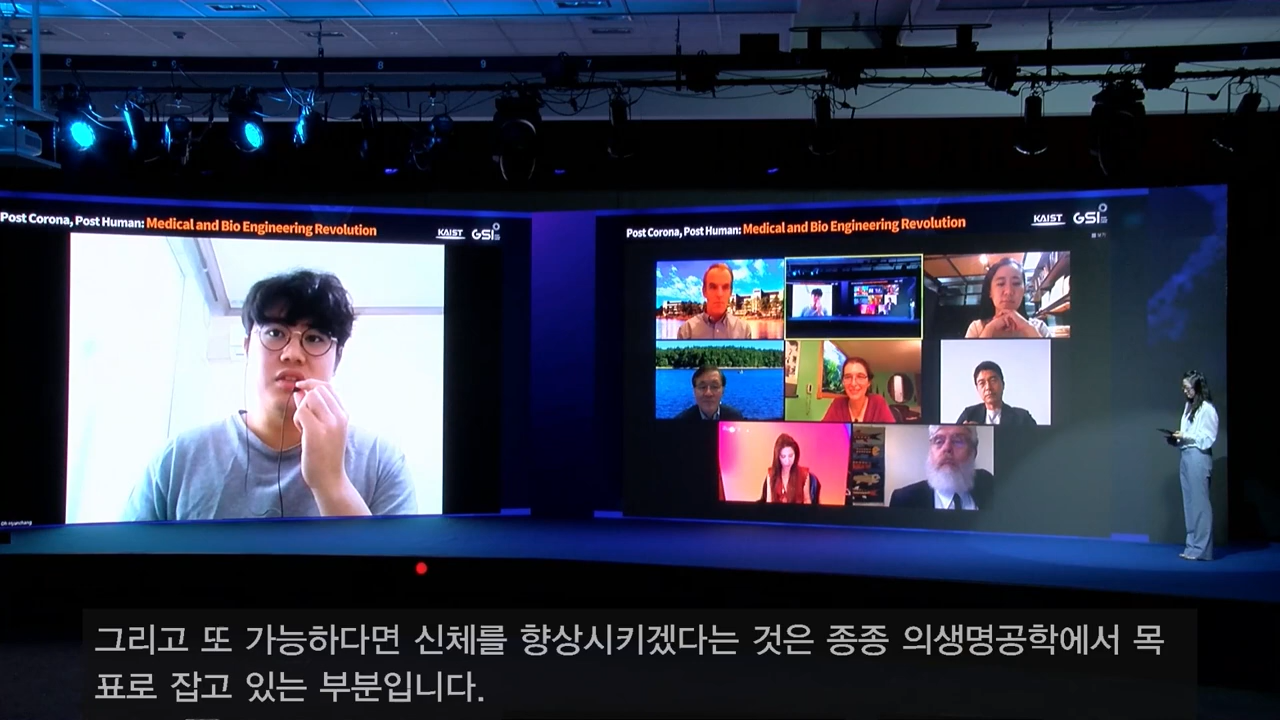 Post Corona, Post Human: Medical and Bio Engineering Revolution
KAIST GSI
Post Corona, Post Human: Medical and Bio Engineering Revolution
KAIST GSI
그리고 또 가능하다면 신체를 향상시키겠다는 것은 종종 의생명공학에서 목
표로 잡고 있는 부분입니다.